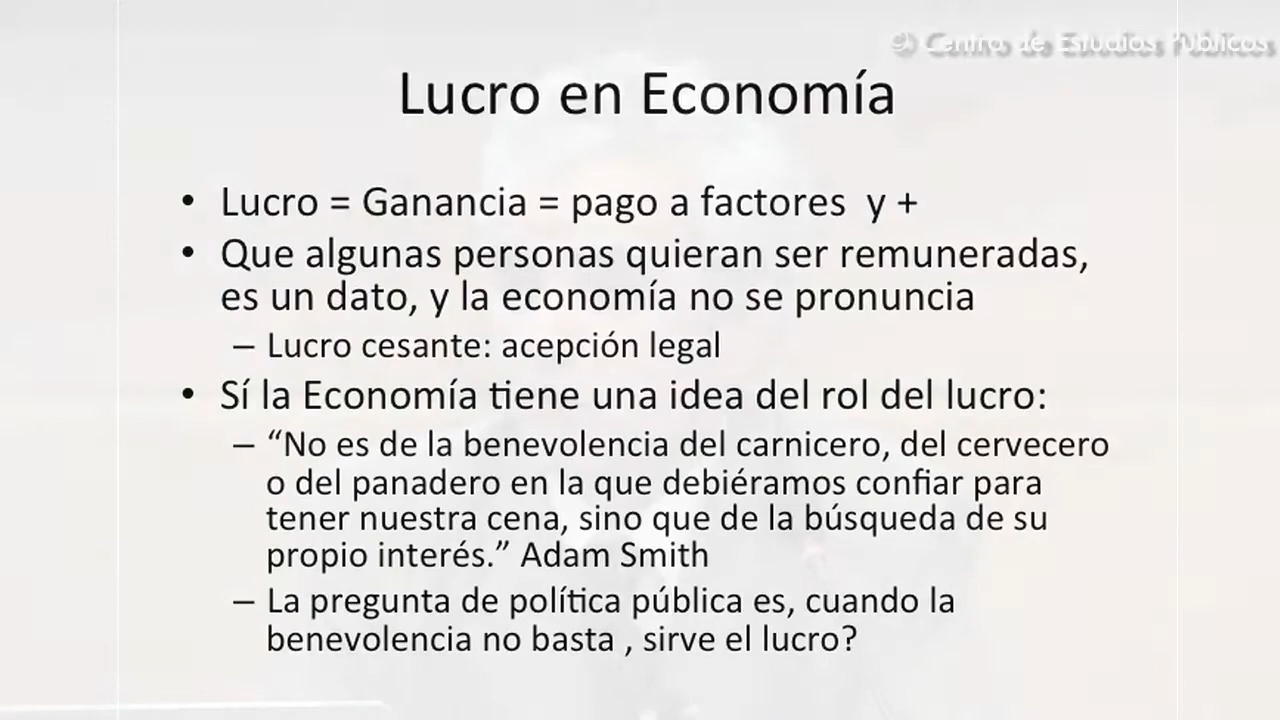 © Centro de Estudios Públicos
Lucro en Economía
• Lucro = Ganancia = pago a factores y +
• Que algunas personas quieran ser remuneradas,
es un dato, y la economía no se pronuncia
– Lucro cesante: acepción legal
• Sí la Economía tiene una idea del rol del lucro:
– “No es de la benevolencia del carnicero, del cervecero
o del panadero en la que debiéramos confiar para
tener nuestra cena, sino que de la búsqueda de su
propio interés.” Adam Smith
– La pregunta de política pública es, cuando la
benevolencia no basta , sirve el lucro?